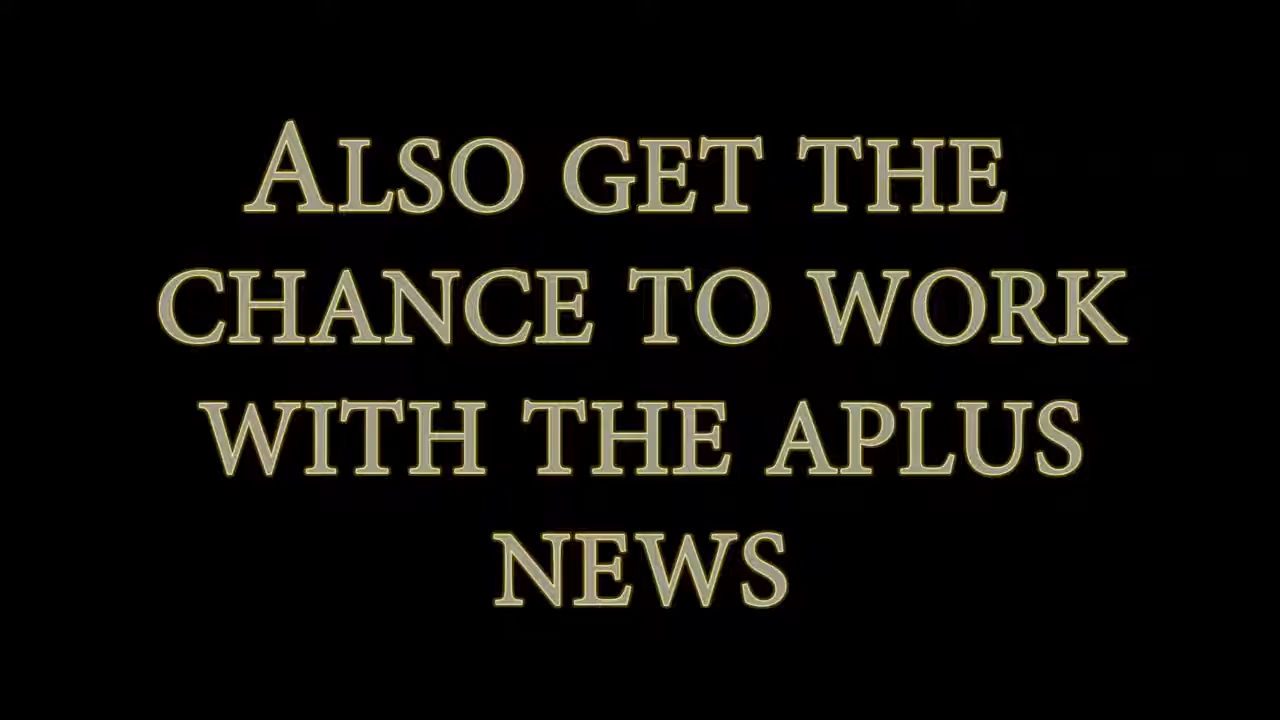 Also get the
chance to work
with the aplus
news